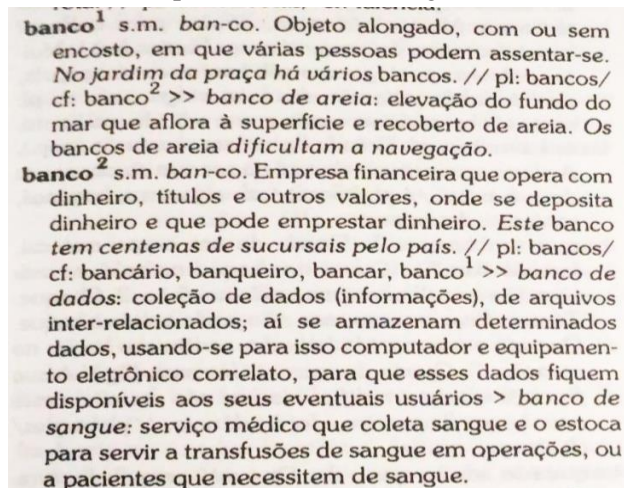 banco¹ s.m. ban-co. Objeto alongado, com ou sem
encosto, em que várias pessoas podem assentar-se.
No jardim da praça há vários bancos. // pl: bancos/
cf: banco² >> banco de areia: elevação do fundo do
mar que aflora à superfície e recoberto de areia. Os
bancos de areia dificultam a navegação.
banco² s.m. ban-co. Empresa financeira que opera com
dinheiro, títulos e outros valores, onde se deposita
dinheiro e que pode emprestar dinheiro. Este banco
tem centenas de sucursais pelo país. // pl: bancos/
cf: bancário, banqueiro, bancar, banco¹ >> banco de
dados: coleção de dados (informações), de arquivos
inter-relacionados; aí se armazenam determinados
dados, usando-se para isso computador e equipamen-
to eletrônico correlato, para que esses dados fiquem
disponíveis aos seus eventuais usuários > banco de
sangue: serviço médico que coleta sangue e o estoca
para servir a transfusões de sangue em operações, ou
a pacientes que necessitem de sangue.